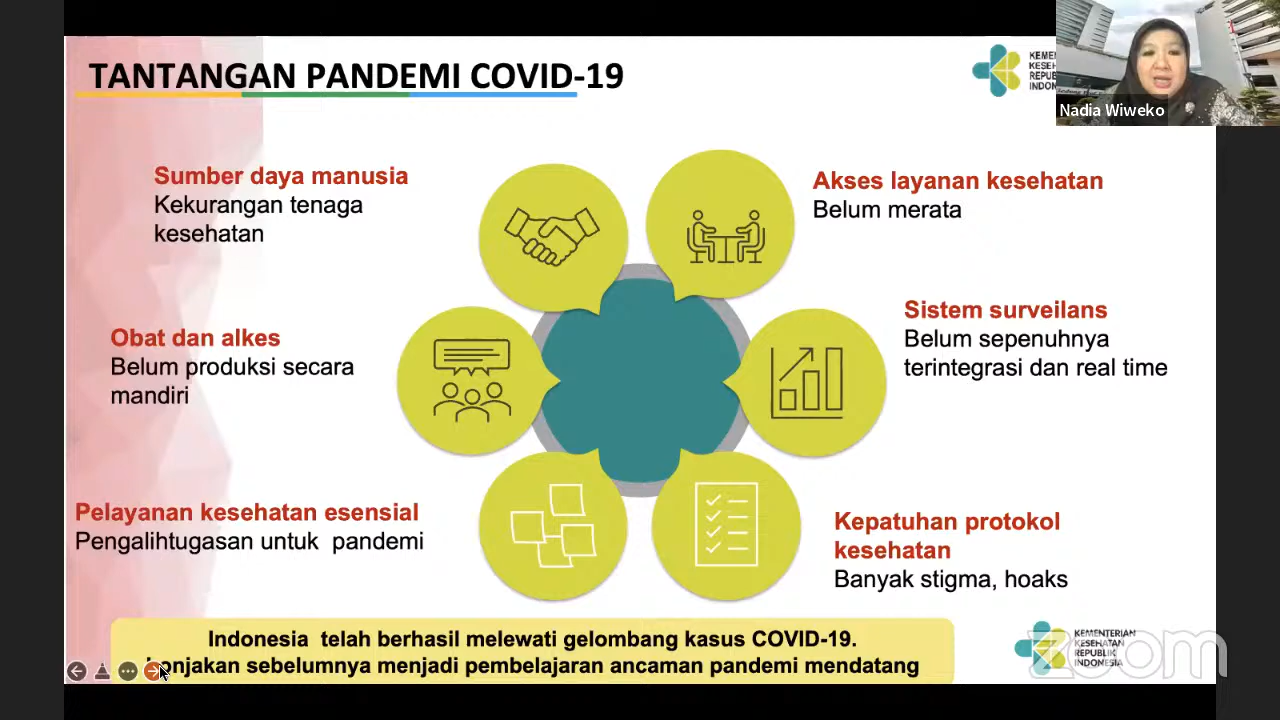 TANTANGAN PANDEMI COVID-19
Nadia Wiweko
Sumber daya manusia
Kekurangan tenaga
kesehatan
Akses layanan kesehatan
Belum merata
Obat dan alkes
Belum produksi secara
mandiri
Sistem surveilans
Belum sepenuhnya
terintegrasi dan real time
Pelayanan kesehatan esensial
Pengalihtugasan untuk pandemi
Kepatuhan protokol
kesehatan
Banyak stigma, hoaks
Indonesia telah berhasil melewati gelombang kasus COVID-19.
sebelumnya menjadi pembelajaran ancaman pandemi mendatang
KEMENTERIAN
KESEHATAN
REPUBLIK
INDONESIA
zoom